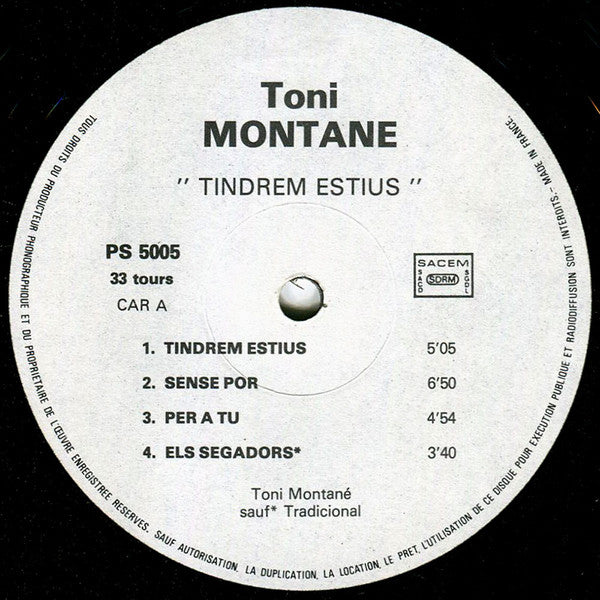 Toni
MONTANE
" TINDREM ESTIUS "
PS 5005
33 tours
CAR A
SACEM
SACD
SDRM
SGDL
1. TINDREM ESTIUS 5'05
2. SENSE POR 6'50
3. PER A TU 4'54
4. ELS SEGADORS* 3'40
Toni Montané
sauf* Tradicional
TOUS DROITS DU PRODUCTEUR PHONOGRAPHIQUE ET DU PROPRIETAIRE DE L'ŒUVRE ENREGISTREE RESERVES. SAUF AUTORISATION, LA DUPLICATION, LA LOCATION, LE PRET, L'UTILISATION DE CE DISQUE POUR EXECUTION PUBLIQUE ET RADIODIFFUSION SONT INTERDITS. - MADE IN FRANCE.